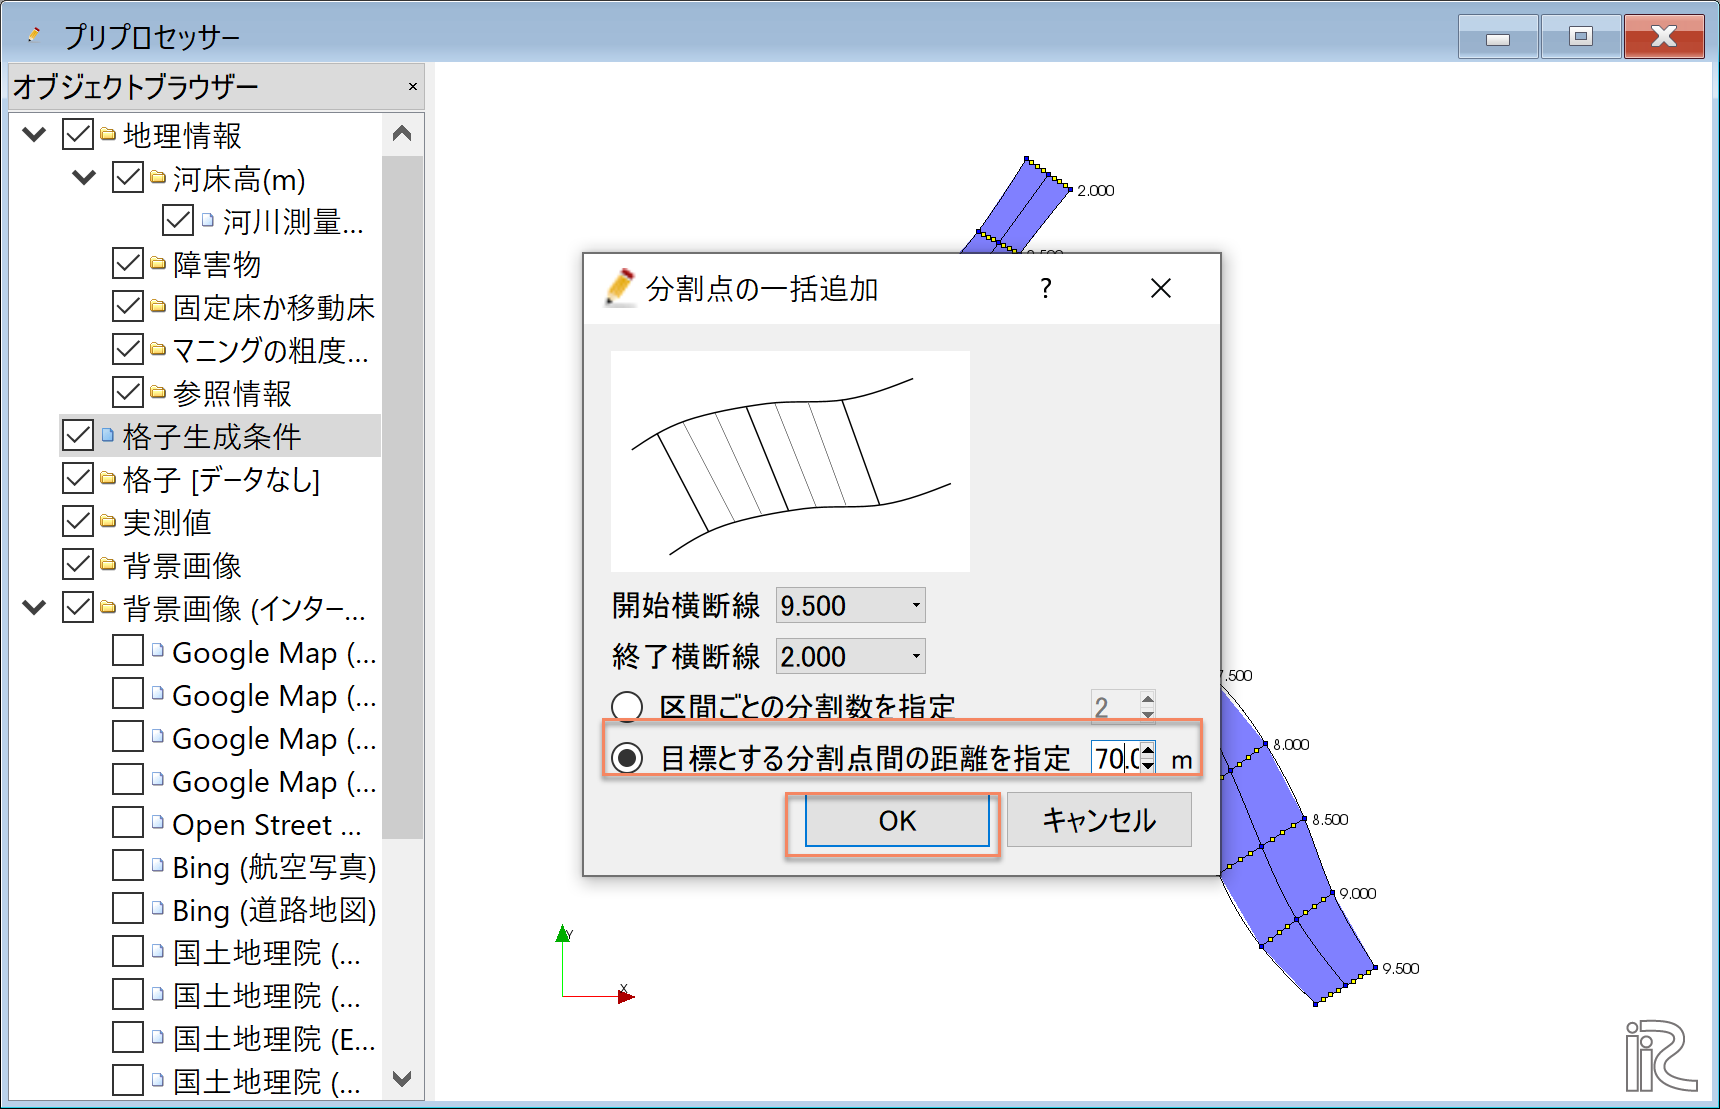 プリプロセッサー
オブジェクトブラウザー
地理情報
河床高(m)
河川測量...
障害物
固定床か移動床
マニングの粗度...
参照情報
格子生成条件
格子 [データなし]
実測値
背景画像
背景画像 (インター...
Google Map (...
Google Map (...
Google Map (...
Google Map (...
Open Street ...
Bing (航空写真)
Bing (道路地図)
国土地理院 (...
国土地理院 (...
国土地理院 (E...
国土地理院 (...
2.000
分割点の一括追加
?
開始横断線 9.500
終了横断線 2.000
区間ごとの分割数を指定 2
目標とする分割点間の距離を指定 70.0 m
OK
キャンセル
7.500
8.000
8.500
9.000
9.500
Y
X
iRIC